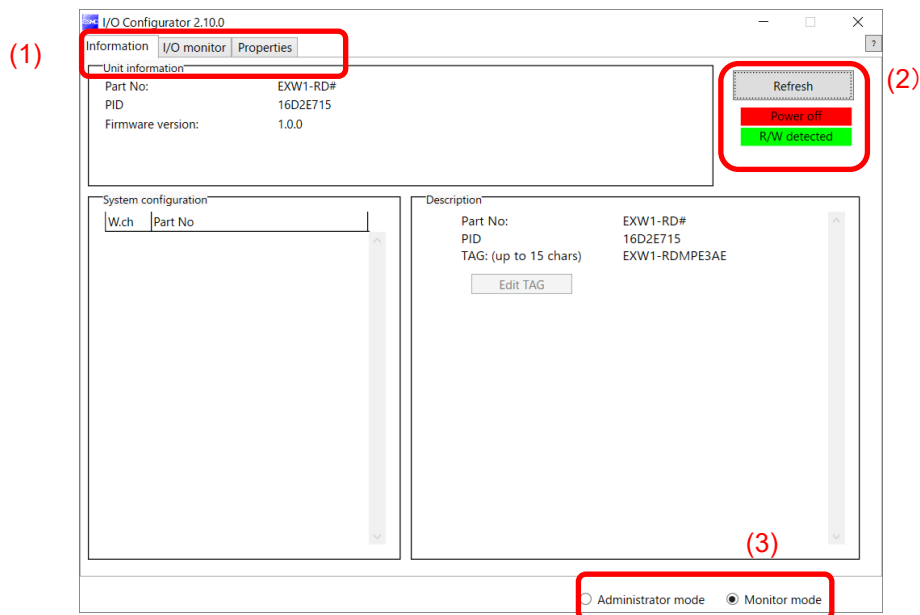 I/O Configurator 2.10.0
(1)
Information I/O monitor Properties
?
Unit information
Part No: EXW1-RD#
PID 16D2E715
Firmware version: 1.0.0
(2)
Refresh
Power off
R/W detected
System configuration
W.ch Part No
Description
Part No: EXW1-RD#
PID 16D2E715
TAG: (up to 15 chars) EXW1-RDMPE3AE
Edit TAG
(3)
Administrator mode Monitor mode